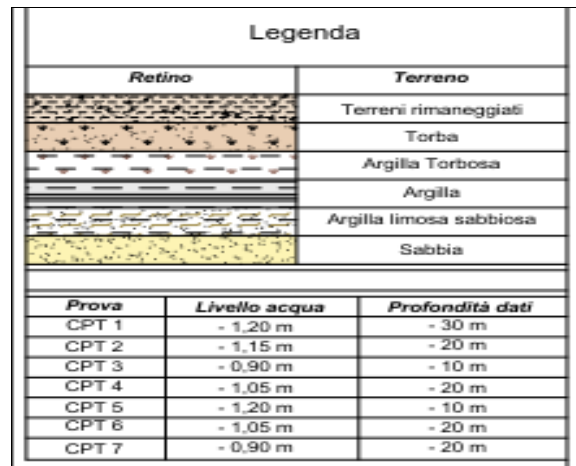 Legenda
Retino Terreno
Terreni rimaneggiati
Torba
Argilla Torbosa
Argilla
Argilla limosa sabbiosa
Sabbia
Prova Livello acqua Profondità dati
CPT 1 - 1,20 m - 30 m
CPT 2 - 1,15 m - 20 m
CPT 3 - 0,90 m - 10 m
CPT 4 - 1,05 m - 20 m
CPT 5 - 1,20 m - 10 m
CPT 6 - 1,05 m - 20 m
CPT 7 - 0,90 m - 20 m